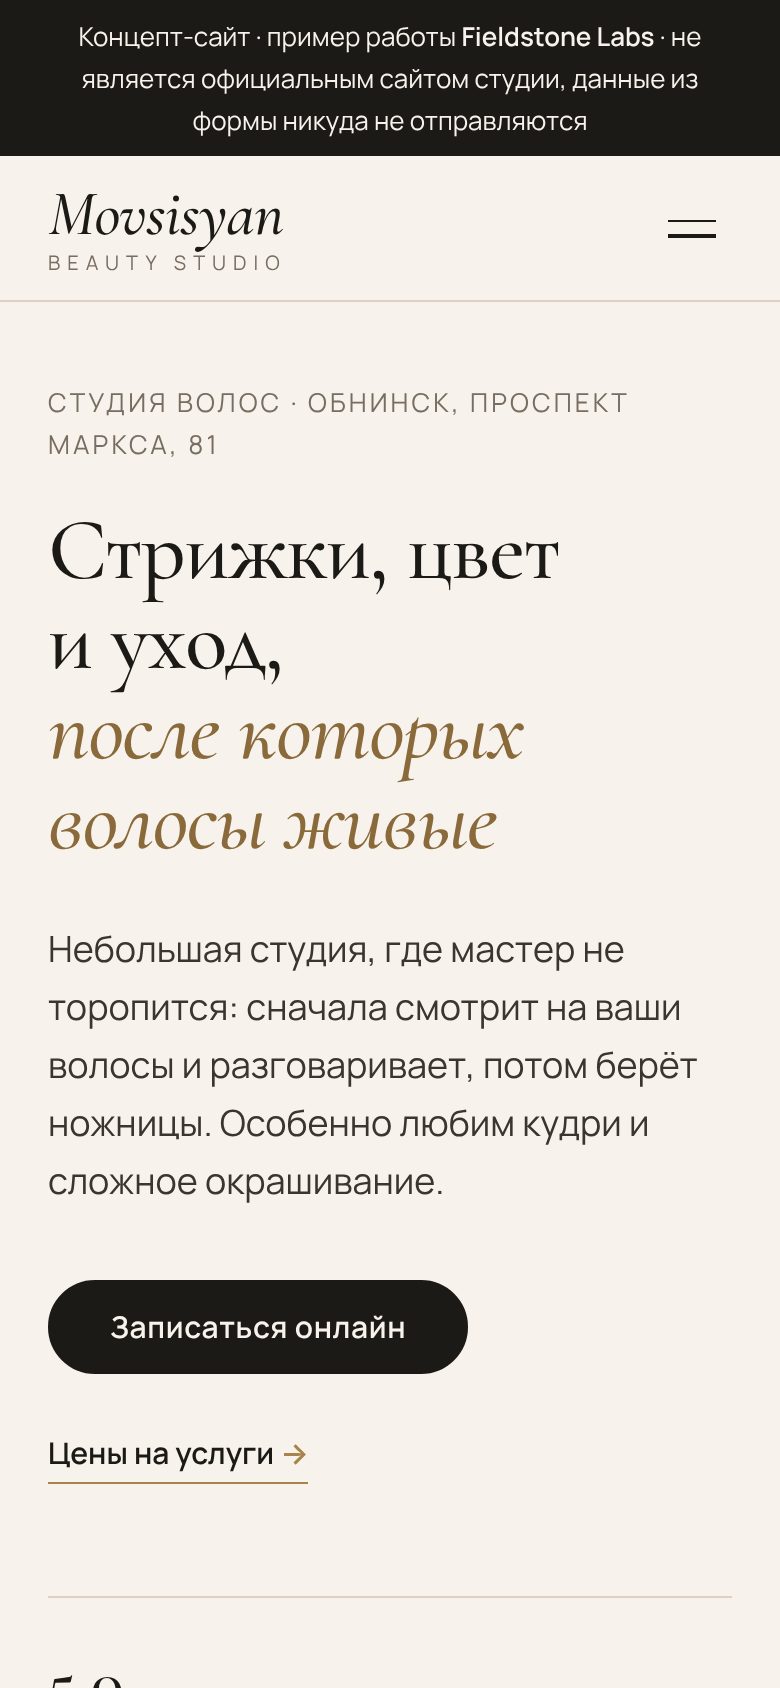 Концепт-сайт · пример работы Fieldstone Labs · не
является официальным сайтом студии, данные из
формы никуда не отправляются
Movsisyan
BEAUTY STUDIO
СТУДИЯ ВОЛОС · ОБНИНСК, ПРОСПЕКТ
МАРКСА, 81
Стрижки, цвет
и уход,
после которых
волосы живые
Небольшая студия, где мастер не
торопится: сначала смотрит на ваши
волосы и разговаривает, потом берёт
ножницы. Особенно любим кудри и
сложное окрашивание.
Записаться онлайн
Цены на услуги →